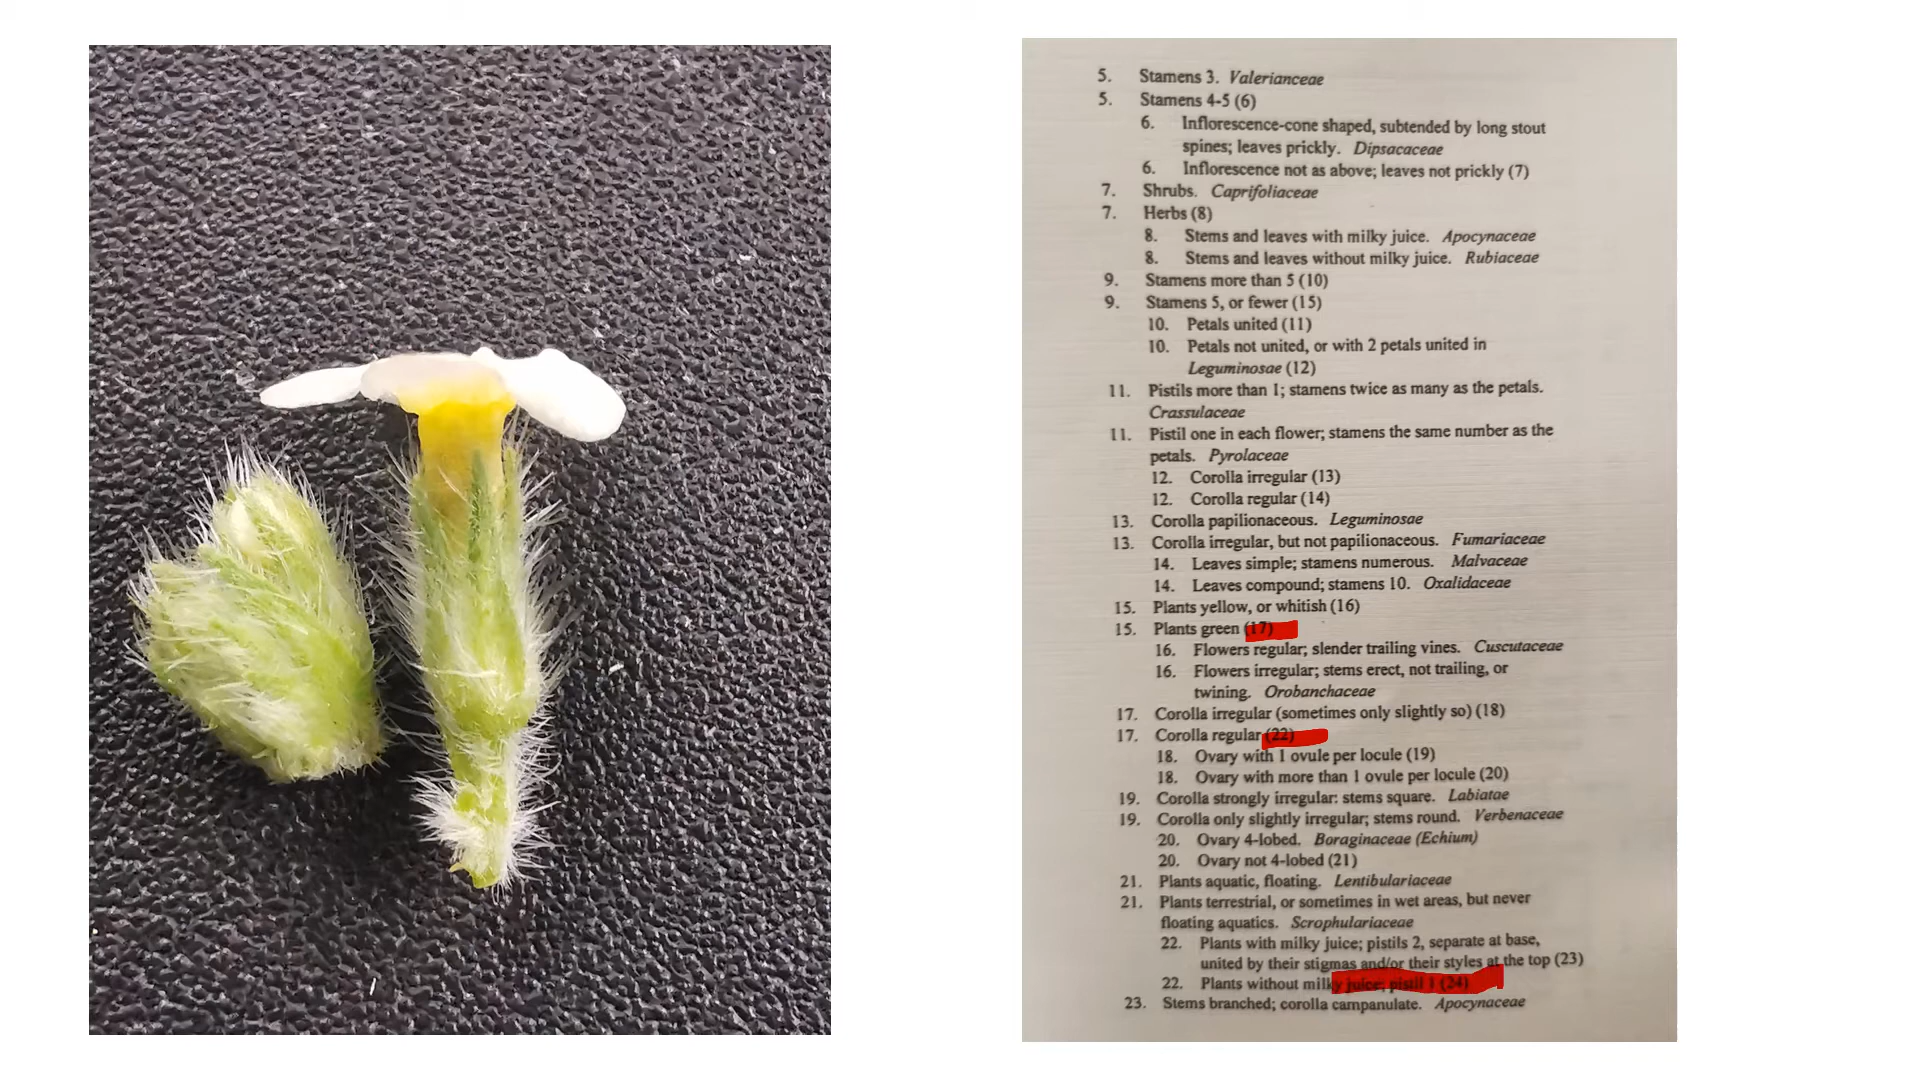 5. Stamens 3. Valerianceae
5. Stamens 4-5 (6)
6. Inflorescence-cone shaped, subtended by long stout
spines; leaves prickly. Dipsacaceae
6. Inflorescence not as above; leaves not prickly (7)
7. Shrubs. Caprifoliaceae
7. Herbs (8)
8. Stems and leaves with milky juice. Apocynaceae
8. Stems and leaves without milky juice. Rubiaceae
9. Stamens more than 5 (10)
9. Stamens 5, or fewer (15)
10. Petals united (11)
10. Petals not united, or with 2 petals united in
Leguminosae (12)
11. Pistils more than 1; stamens twice as many as the petals.
Crassulaceae
11. Pistil one in each flower; stamens the same number as the
petals. Pyrolaceae
12. Corolla irregular (13)
12. Corolla regular (14)
13. Corolla papilionaceous. Leguminosae
13. Corolla irregular, but not papilionaceous. Fumariaceae
14. Leaves simple; stamens numerous. Malvaceae
14. Leaves compound; stamens 10. Oxalidaceae
15. Plants yellow, or whitish (16)
15. Plants green (17)
16. Flowers regular; slender trailing vines. Cuscutaceae
16. Flowers irregular; stems erect, not trailing, or
twining. Orobanchaceae
17. Corolla irregular (sometimes only slightly so) (18)
17. Corolla regular (22)
18. Ovary with 1 ovule per locule (19)
18. Ovary with more than 1 ovule per locule (20)
19. Corolla strongly irregular: stems square. Labiatae
19. Corolla only slightly irregular; stems round. Verbenaceae
20. Ovary 4-lobed. Boraginaceae (Echium)
20. Ovary not 4-lobed (21)
21. Plants aquatic, floating. Lentibulariaceae
21. Plants terrestrial, or sometimes in wet areas, but never
floating aquatics. Scrophulariaceae
22. Plants with milky juice; pistils 2, separate at base,
united by their stigmas and/or their styles at the top (23)
22. Plants without milky juice; pistil 1 (24)
23. Stems branched; corolla campanulate. Apocynaceae